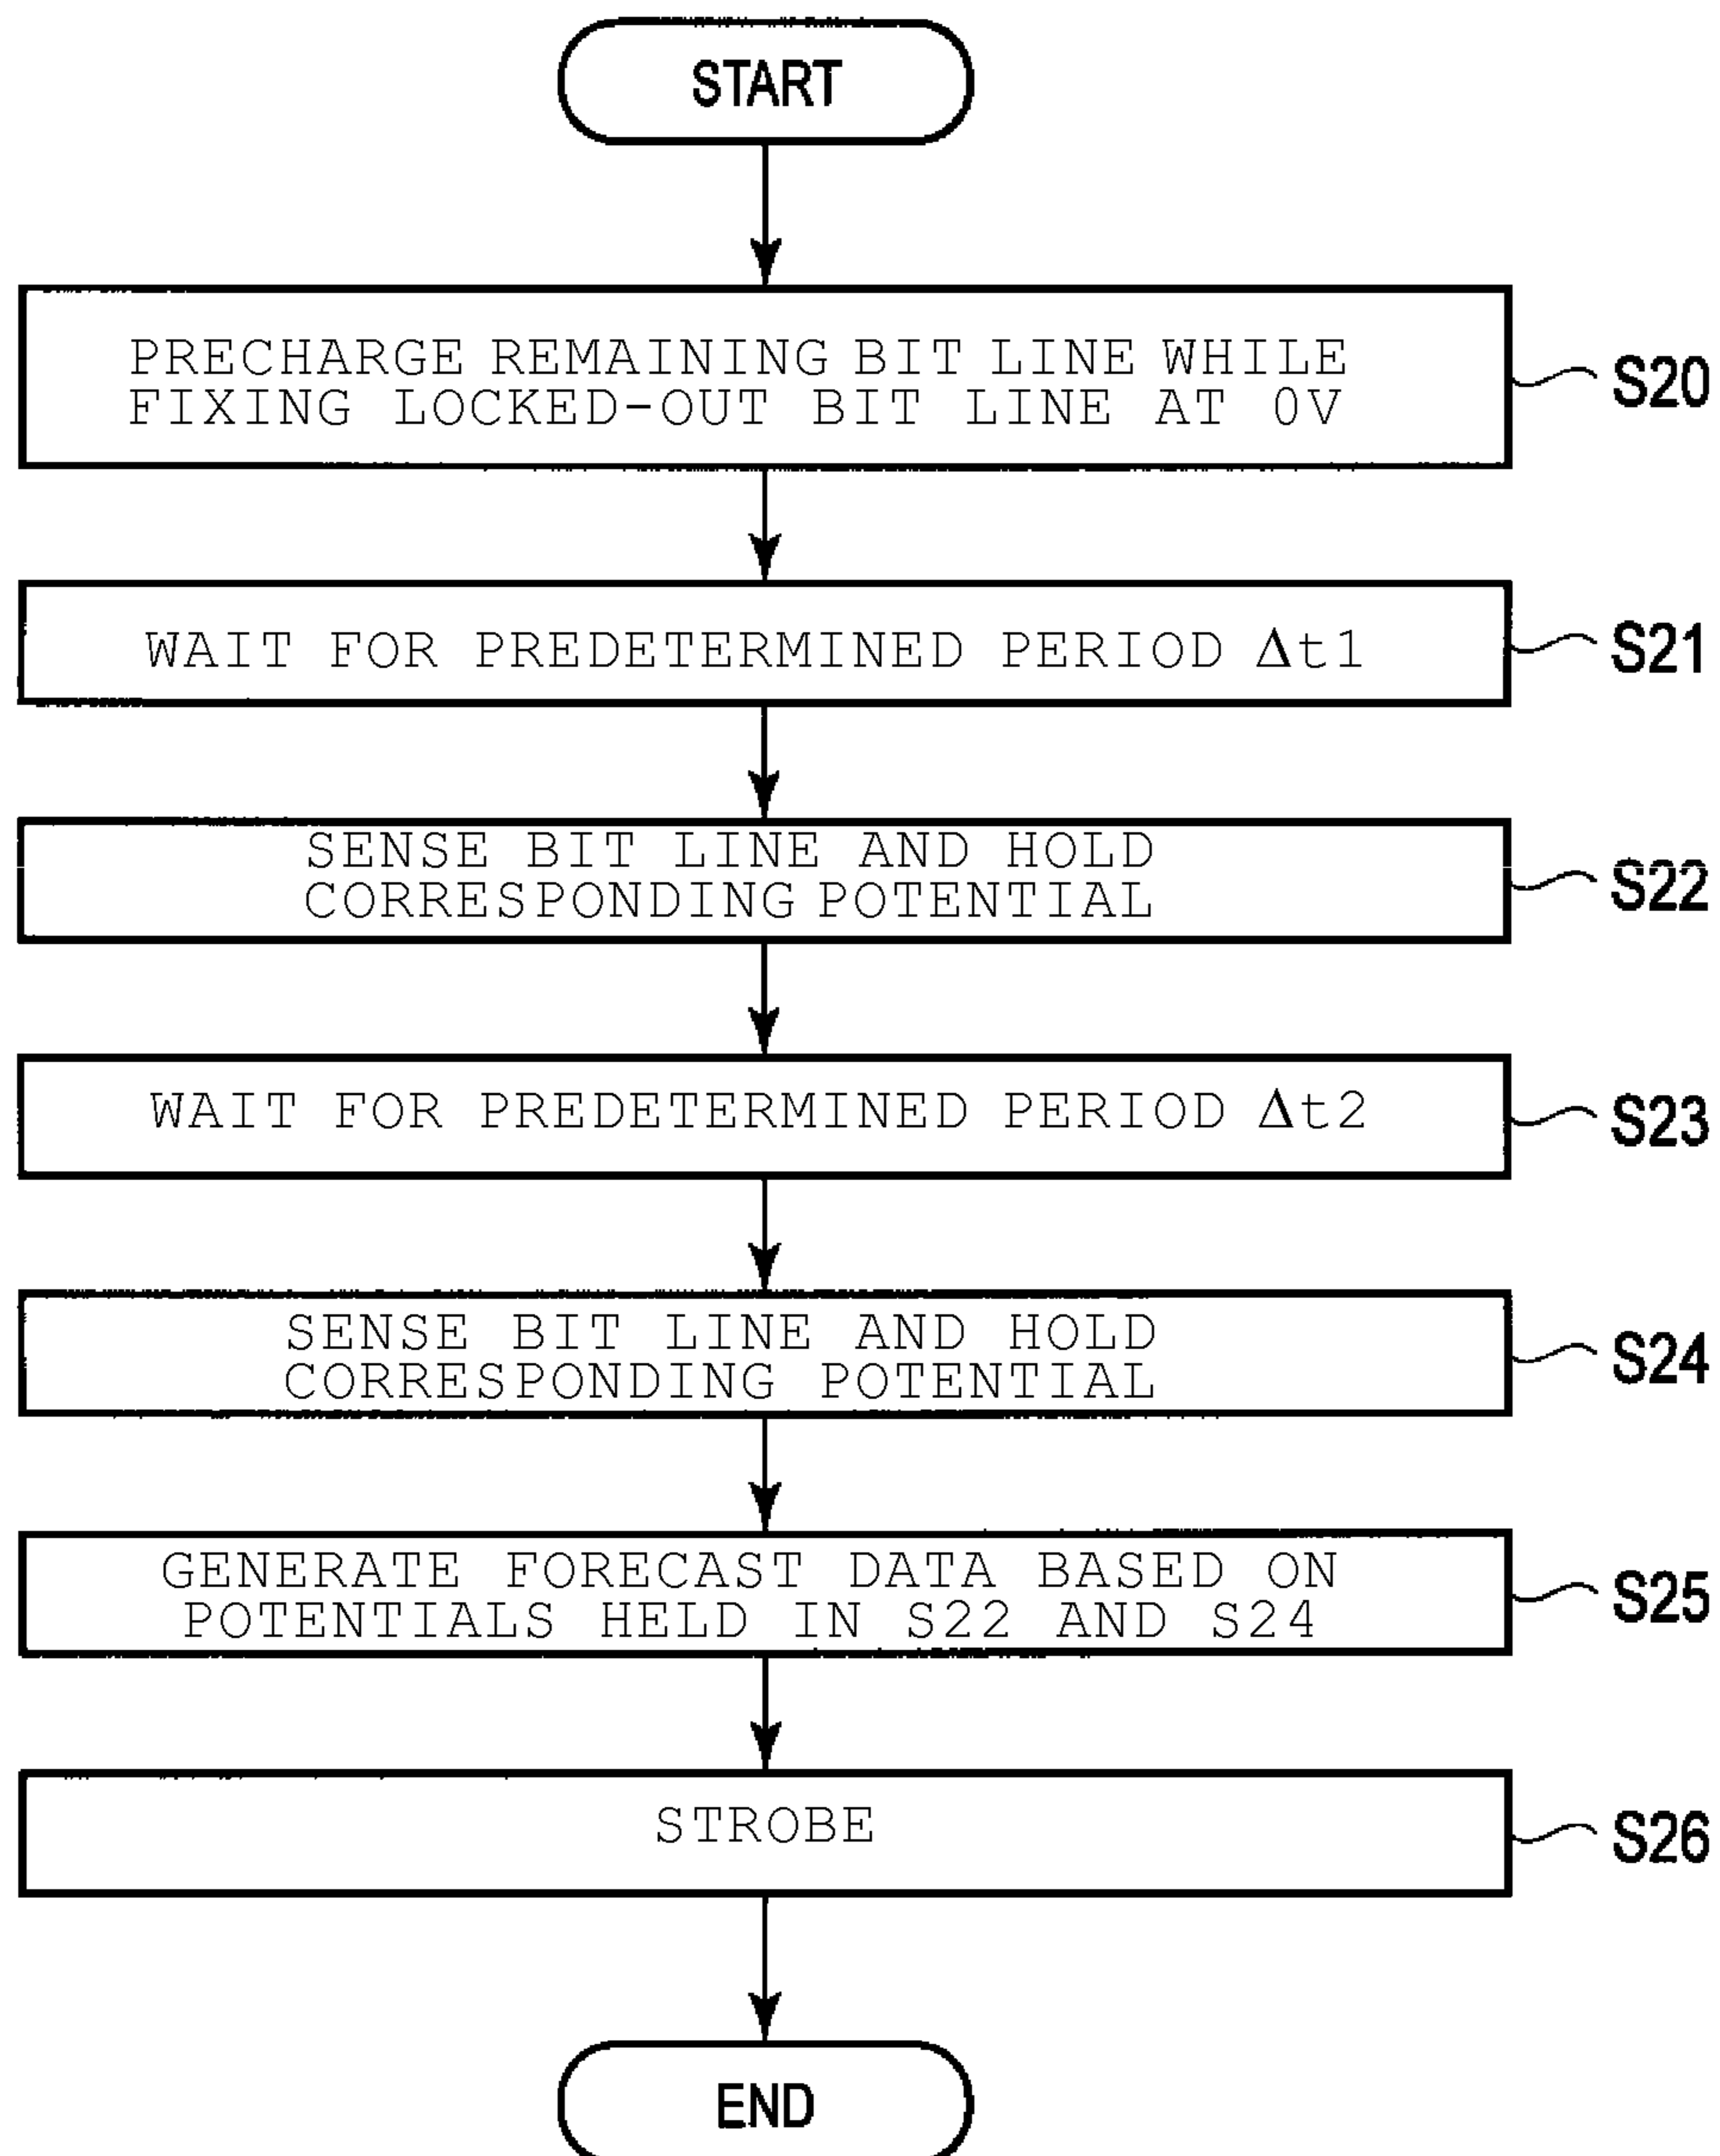 START
PRECHARGE REMAINING BIT LINE WHILE
FIXING LOCKED-OUT BIT LINE AT 0V
S20
WAIT FOR PREDETERMINED PERIOD Δt1
S21
SENSE BIT LINE AND HOLD
CORRESPONDING POTENTIAL
S22
WAIT FOR PREDETERMINED PERIOD Δt2
S23
SENSE BIT LINE AND HOLD
CORRESPONDING POTENTIAL
S24
GENERATE FORECAST DATA BASED ON
POTENTIALS HELD IN S22 AND S24
S25
STROBE
S26
END